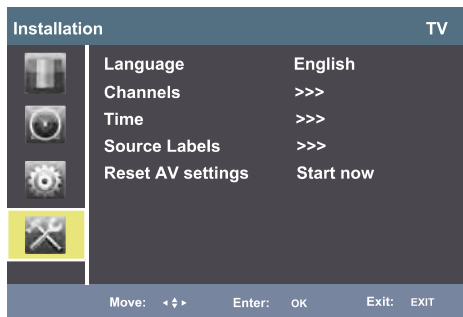 Installation TV
Language English
Channels >>>
Time >>>
Source Labels >>>
Reset AV settings Start now
Move: Enter: OK Exit: EXIT